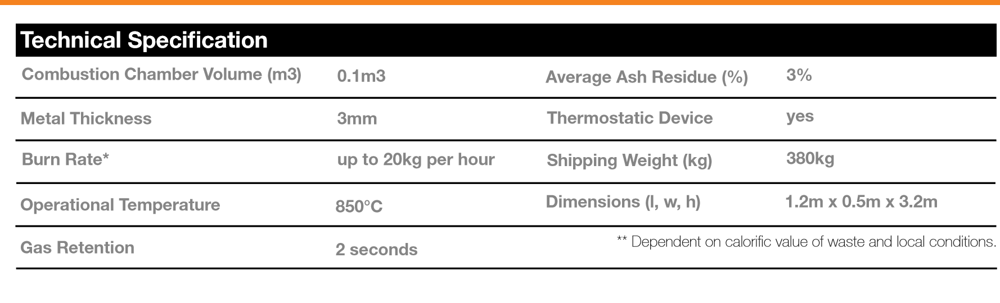 Technical Specification
Combustion Chamber Volume (m3) 0.1m3 Average Ash Residue (%) 3%
Metal Thickness 3mm Thermostatic Device yes
Burn Rate* up to 20kg per hour Shipping Weight (kg) 380kg
Operational Temperature 850°C Dimensions (l, w, h) 1.2m x 0.5m x 3.2m
Gas Retention 2 seconds ** Dependent on calorific value of waste and local conditions.